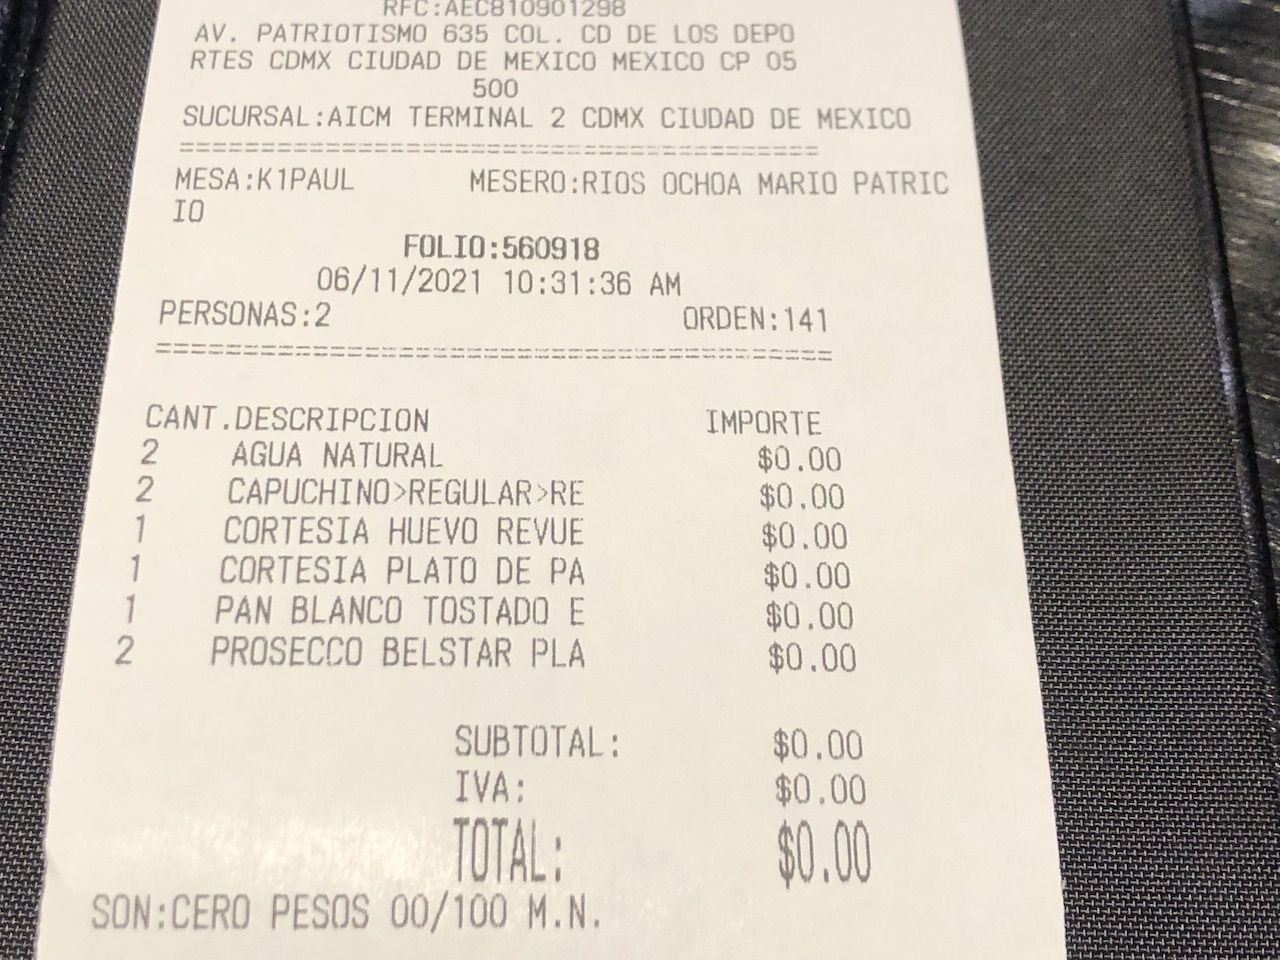 RFC:AEC810901298
AV. PATRIOTISMO 635 COL. CD DE LOS DEPO
RTES CDMX CIUDAD DE MEXICO MEXICO CP 05
500
SUCURSAL:AICM TERMINAL 2 CDMX CIUDAD DE MEXICO
=====================================
MESA:K1PAUL MESERO:RIOS OCHOA MARIO PATRIC
IO
FOLIO:560918
06/11/2021 10:31:36 AM
PERSONAS:2 ORDEN:141
=====================================
CANT.DESCRIPCION IMPORTE
2 AGUA NATURAL $0.00
2 CAPUCHINO>REGULAR>RE $0.00
1 CORTESIA HUEVO REVUE $0.00
1 CORTESIA PLATO DE PA $0.00
1 PAN BLANCO TOSTADO E $0.00
2 PROSECCO BELSTAR PLA $0.00
SUBTOTAL: $0.00
IVA: $0.00
TOTAL: $0.00
SON:CERO PESOS 00/100 M.N.